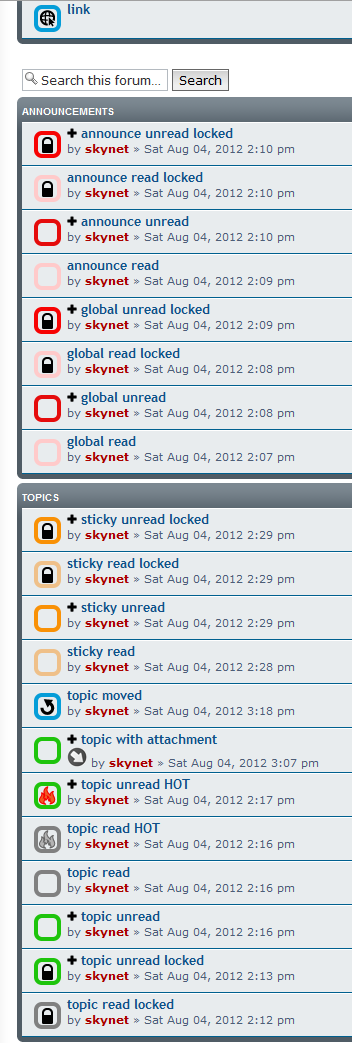 link
Search this forum...
Search
ANNOUNCEMENTS
announce unread locked
by skynet » Sat Aug 04, 2012 2:10 pm
announce read locked
by skynet » Sat Aug 04, 2012 2:10 pm
announce unread
by skynet » Sat Aug 04, 2012 2:10 pm
announce read
by skynet » Sat Aug 04, 2012 2:09 pm
global unread locked
by skynet » Sat Aug 04, 2012 2:09 pm
global read locked
by skynet » Sat Aug 04, 2012 2:08 pm
global unread
by skynet » Sat Aug 04, 2012 2:08 pm
global read
by skynet » Sat Aug 04, 2012 2:07 pm
TOPICS
sticky unread locked
by skynet » Sat Aug 04, 2012 2:29 pm
sticky read locked
by skynet » Sat Aug 04, 2012 2:29 pm
sticky unread
by skynet » Sat Aug 04, 2012 2:29 pm
sticky read
by skynet » Sat Aug 04, 2012 2:28 pm
topic moved
by skynet » Sat Aug 04, 2012 3:18 pm
topic with attachment
by skynet » Sat Aug 04, 2012 3:07 pm
topic unread HOT
by skynet » Sat Aug 04, 2012 2:17 pm
topic read HOT
by skynet » Sat Aug 04, 2012 2:16 pm
topic read
by skynet » Sat Aug 04, 2012 2:16 pm
topic unread
by skynet » Sat Aug 04, 2012 2:16 pm
topic unread locked
by skynet » Sat Aug 04, 2012 2:13 pm
topic read locked
by skynet » Sat Aug 04, 2012 2:12 pm